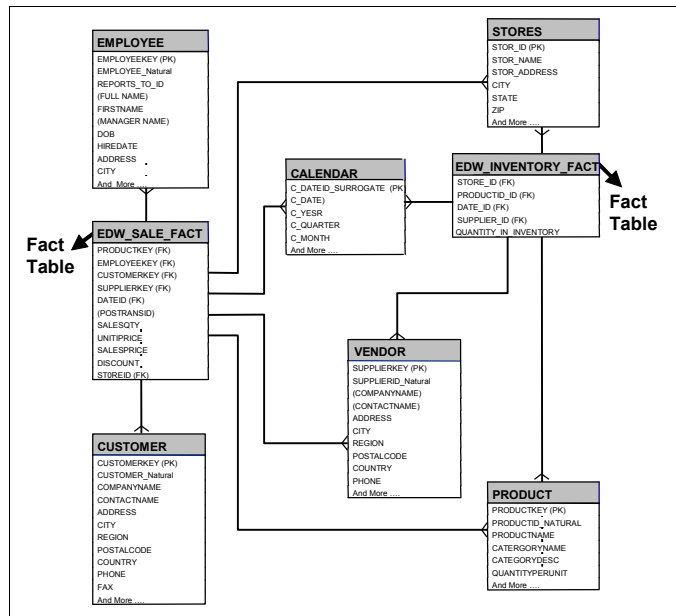 EMPLOYEE
EMPLOYEEKEY (PK)
EMPLOYEE_Natural
REPORTS_TO_ID
(FULL NAME)
FIRSTNAME
(MANAGER NAME)
DOB
HIREDATE
ADDRESS
CITY
And More ....
STORES
STOR_ID (PK)
STOR_NAME
STOR_ADDRESS
CITY
STATE
ZIP
And More ....
CALENDAR
C_DATEID_SURROGATE (PK
C_DATE)
C_YESR
C_QUARTER
C_MONTH
And More ....
EDW_INVENTORY_FACT
STORE_ID (FK)
PRODUCTID_ID (FK)
DATE_ID (FK)
SUPPLIER_ID (FK)
QUANTITY_IN_INVENTORY
Fact
Table
Fact
Table
EDW_SALE_FACT
PRODUCTKEY (FK)
EMPLOYEEKEY (FK)
CUSTOMERKEY (FK)
SUPPLIERKEY (FK)
DATEID (FK)
(POSTRANSID)
SALESQTY
UNITIPRICE
SALESPRICE
DISCOUNT
ST0REID (FK)
VENDOR
SUPPLIERKEY (PK)
SUPPLIERID_Natural
(COMPANYNAME)
(CONTACTNAME)
ADDRESS
CITY
REGION
POSTALCODE
COUNTRY
PHONE
And More ....
CUSTOMER
CUSTOMERKEY (PK)
CUSTOMER_Natural
COMPANYNAME
CONTACTNAME
ADDRESS
CITY
REGION
POSTALCODE
COUNTRY
PHONE
FAX
And More ....
PRODUCT
PRODUCTKEY (PK)
PRODUCTID_NATURAL
PRODUCTNAME
CATERGORYNAME
CATEGORYDESC
QUANTITYPERUNIT
And More ....